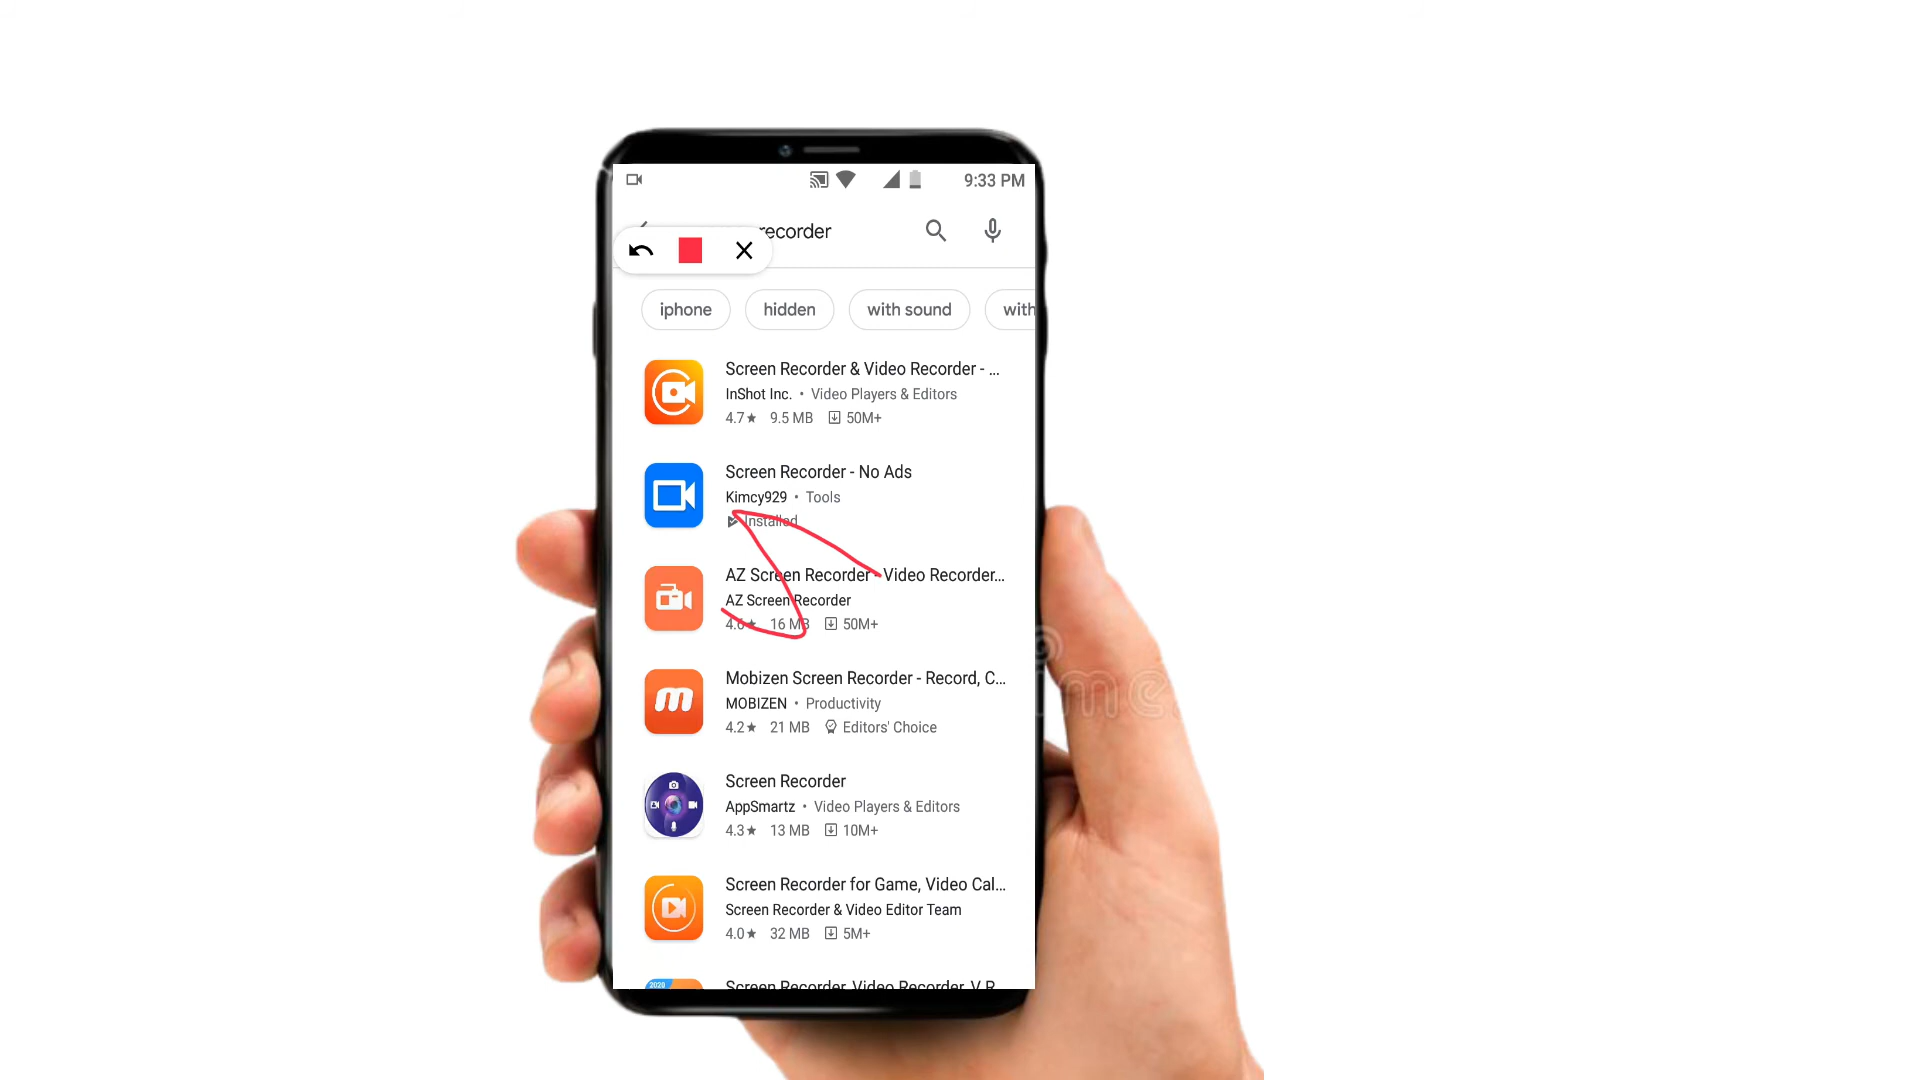 9:33 PM
recorder
iphone
hidden
with sound
with
Screen Recorder & Video Recorder - ...
InShot Inc. • Video Players & Editors
4.7★ 9.5 MB 50M+
Screen Recorder - No Ads
Kimcy929 • Tools
Installed
AZ Screen Recorder - Video Recorder...
AZ Screen Recorder
4.6★ 16 MB 50M+
m
Mobizen Screen Recorder - Record, C...
MOBIZEN • Productivity
4.2★ 21 MB Editors' Choice
Screen Recorder
AppSmartz • Video Players & Editors
4.3★ 13 MB 10M+
Screen Recorder for Game, Video Cal...
Screen Recorder & Video Editor Team
4.0★ 32 MB 5M+
2020
Screen Recorder, Video Recorder, V R